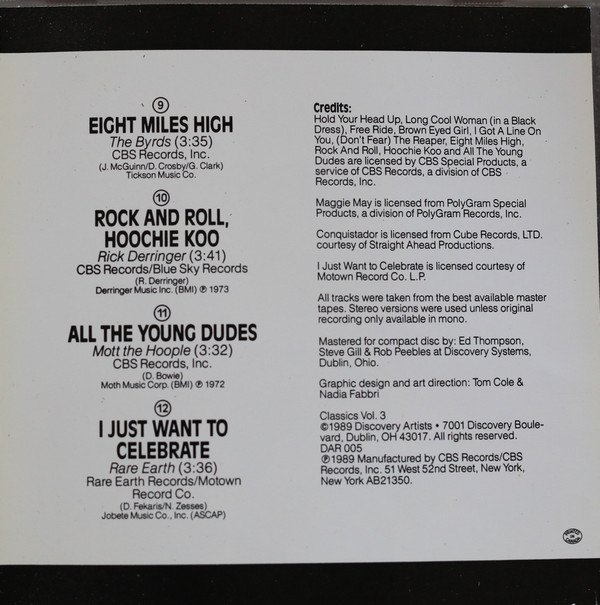 9
EIGHT MILES HIGH
The Byrds (3:35)
CBS Records, Inc.
(J. McGuinn/D. Crosby/G. Clark)
Tickson Music Co.
10
ROCK AND ROLL,
HOOCHIE KOO
Rick Derringer (3:41)
CBS Records/Blue Sky Records
(R. Derringer)
Derringer Music Inc. (BMI) ℗ 1973
11
ALL THE YOUNG DUDES
Mott the Hoople (3:32)
CBS Records, Inc.
(D. Bowie)
Moth Music Corp. (BMI) ℗ 1972
12
I JUST WANT TO
CELEBRATE
Rare Earth (3:36)
Rare Earth Records/Motown
Record Co.
(D. Fekaris/N. Zesses)
Jobete Music Co., Inc. (ASCAP)
Credits:
Hold Your Head Up, Long Cool Woman (in a Black
Dress), Free Ride, Brown Eyed Girl, I Got A Line On
You, (Don't Fear) The Reaper, Eight Miles High,
Rock And Roll, Hoochie Koo and All The Young
Dudes are licensed by CBS Special Products, a
service of CBS Records, a division of CBS
Records, Inc.
Maggie May is licensed from PolyGram Special
Products, a division of PolyGram Records, Inc.
Conquistador is licensed from Cube Records, LTD.
courtesy of Straight Ahead Productions.
I Just Want to Celebrate is licensed courtesy of
Motown Record Co. L.P.
All tracks were taken from the best available master
tapes. Stereo versions were used unless original
recording only available in mono.
Mastered for compact disc by: Ed Thompson,
Steve Gill & Rob Peebles at Discovery Systems,
Dublin, Ohio.
Graphic design and art direction: Tom Cole &
Nadia Fabbri
Classics Vol. 3
©1989 Discovery Artists • 7001 Discovery Boule-
vard, Dublin, OH 43017. All rights reserved.
DAR 005
℗1989 Manufactured by CBS Records/CBS
Records, Inc. 51 West 52nd Street, New York,
New York AB21350.
PRINTED
IN
CANADA